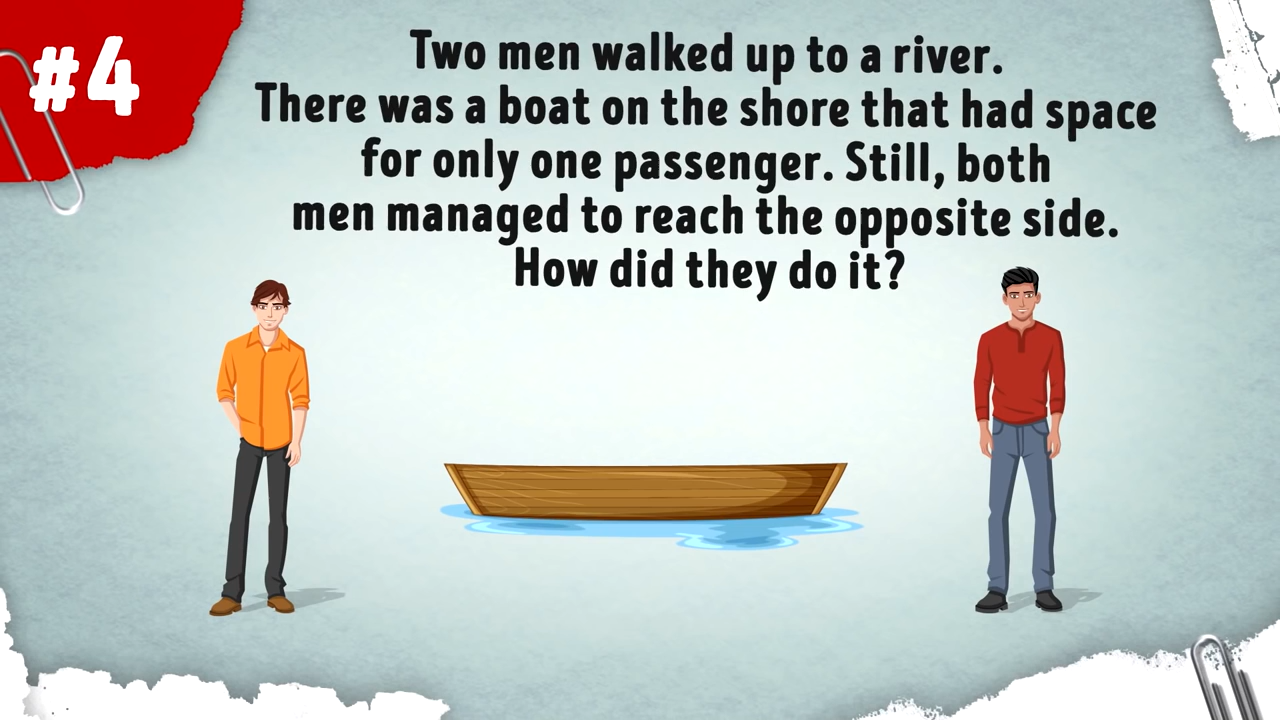 #4
Two men walked up to a river.
There was a boat on the shore that had space
for only one passenger. Still, both
men managed to reach the opposite side.
How did they do it?